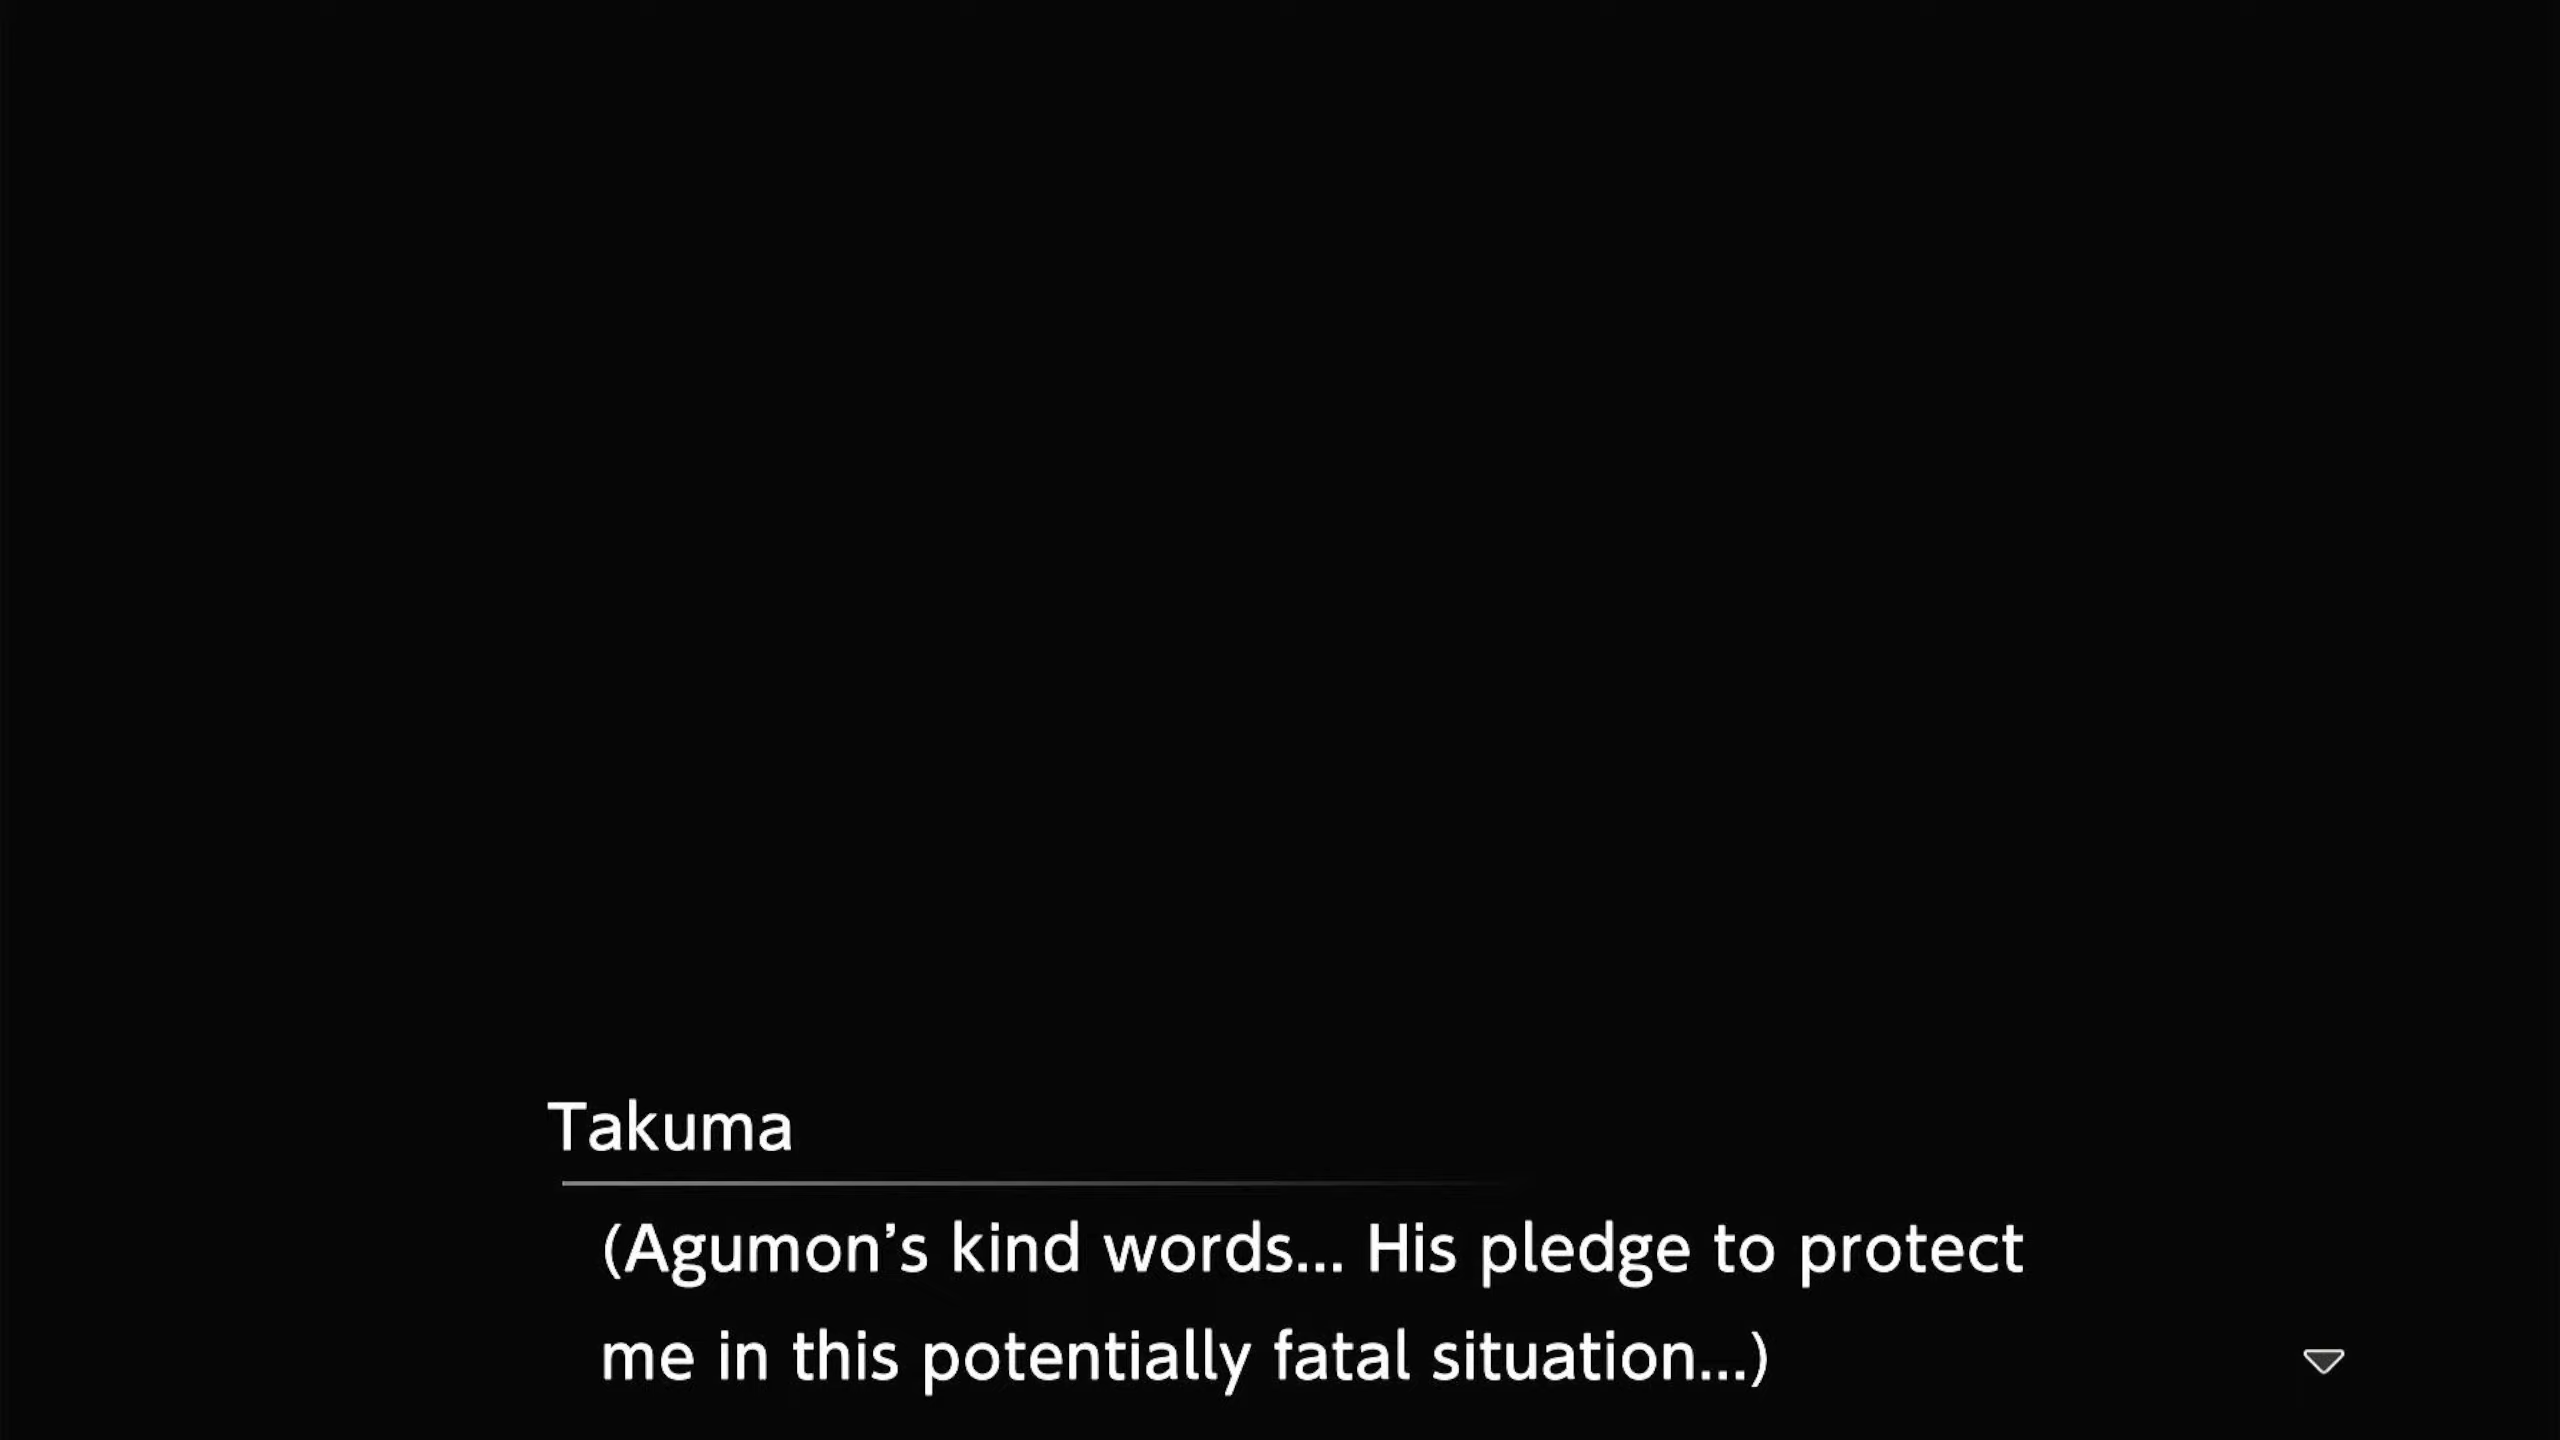 Takuma
(Agumon’s kind words... His pledge to protect
me in this potentially fatal situation...)